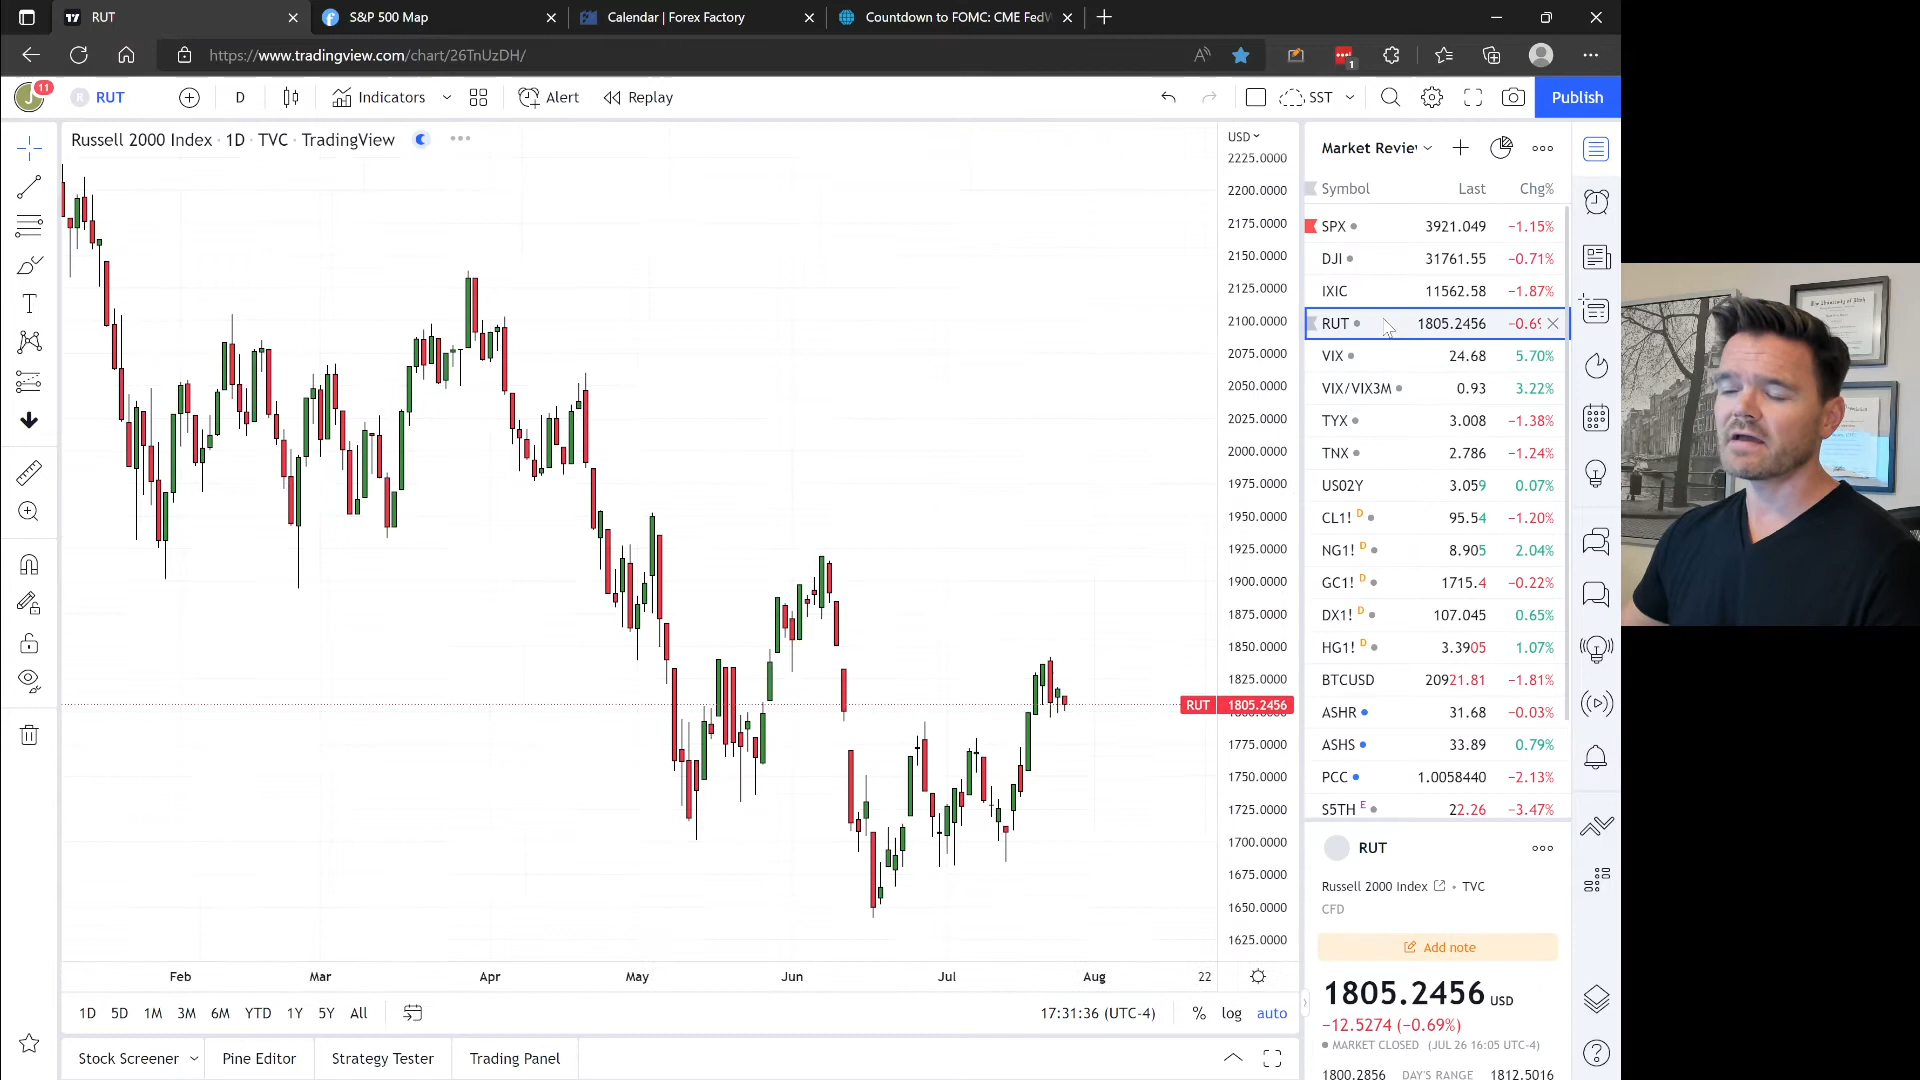 RUT
S&P 500 Map
Calendar | Forex Factory
Countdown to FOMC: CME FedW
https://www.tradingview.com/chart/26TnUzDH/
1
11
J
R RUT
D
Indicators
Alert
Replay
SST
Publish
Russell 2000 Index · 1D · TVC · TradingView
USD
2225.0000
2200.0000
2175.0000
2150.0000
2125.0000
2100.0000
2075.0000
2050.0000
2025.0000
2000.0000
1975.0000
1950.0000
1925.0000
1900.0000
1875.0000
1850.0000
1825.0000
RUT 1805.2456
1775.0000
1750.0000
1725.0000
1700.0000
1675.0000
1650.0000
1625.0000
Feb Mar Apr May Jun Jul Aug 22
1D 5D 1M 3M 6M YTD 1Y 5Y All
17:31:36 (UTC-4) % log auto
Stock Screener Pine Editor Strategy Tester Trading Panel
Market Review
Symbol Last Chg%
SPX 3921.049 −1.15%
DJI 31761.55 −0.71%
IXIC 11562.58 −1.87%
RUT 1805.2456 −0.69
VIX 24.68 5.70%
VIX/VIX3M 0.93 3.22%
TYX 3.008 −1.38%
TNX 2.786 −1.24%
US02Y 3.059 0.07%
CL1! D 95.54 −1.20%
NG1! D 8.905 2.04%
GC1! D 1715.4 −0.22%
DX1! D 107.045 0.65%
HG1! D 3.3905 1.07%
BTCUSD 20921.81 −1.81%
ASHR 31.68 −0.03%
ASHS 33.89 0.79%
PCC 1.0058440 −2.13%
S5TH E 22.26 −3.47%
RUT
Russell 2000 Index · TVC
CFD
Add note
1805.2456 USD
−12.5274 (−0.69%)
MARKET CLOSED (JUL 26 16:05 UTC-4)
1800.2856 DAY'S RANGE 1812.5016